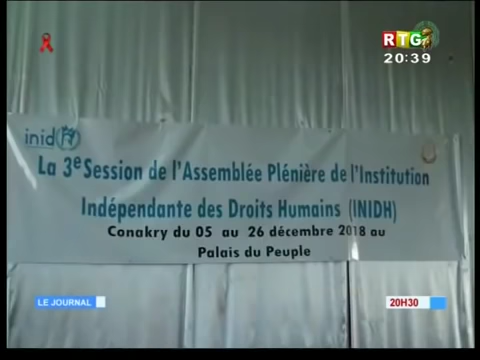 RTG
20:39
inidh
La 3e Session de l'Assemblée Plénière de l'Institution
Indépendante des Droits Humains (INIDH)
Conakry du 05 au 26 décembre 2018 au
Palais du Peuple
LE JOURNAL
20H30